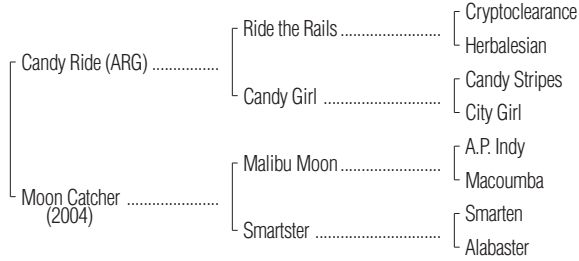 Cryptoclearance
Ride the Rails ......................
Herbalesian
Candy Ride (ARG) ................
Candy Stripes
Candy Girl ..........................
City Girl
A.P. Indy
Malibu Moon.......................
Macoumba
Moon Catcher ......................
(2004)
Smarten
Smartster ...........................
Alabaster